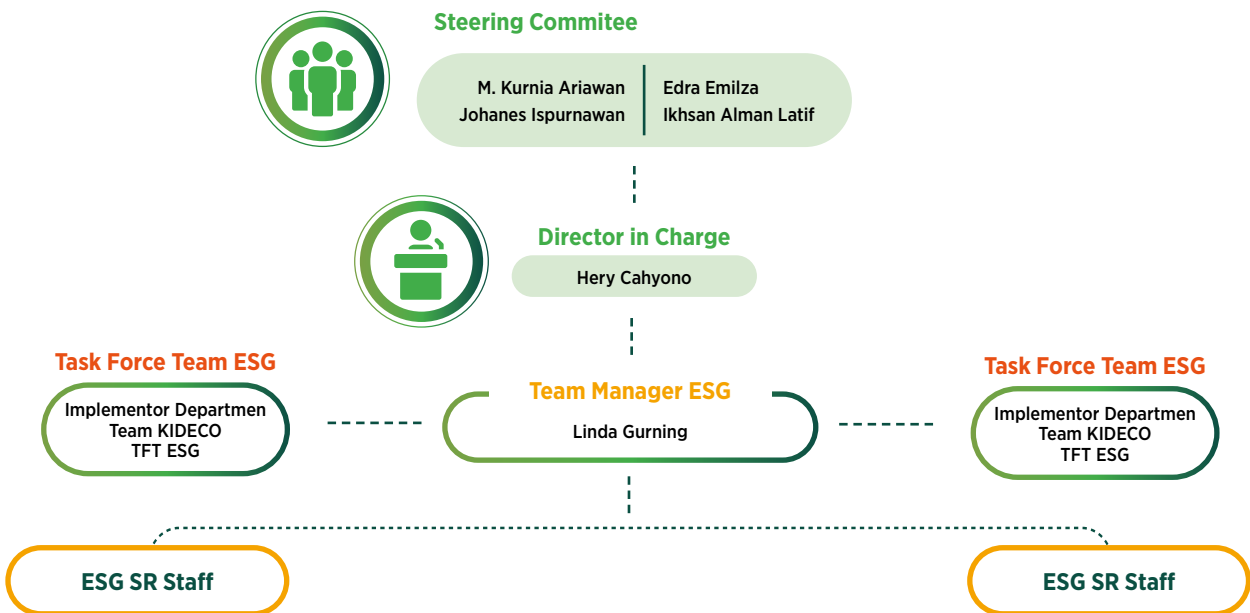 Steering Commitee
M. Kurnia Ariawan
Johanes Ispurnawan
Edra Emilza
Ikhsan Alman Latif
Director in Charge
Hery Cahyono
Task Force Team ESG
Implementor Departmen
Team KIDECO
TFT ESG
Team Manager ESG
Linda Gurning
Task Force Team ESG
Implementor Departmen
Team KIDECO
TFT ESG
ESG SR Staff
ESG SR Staff